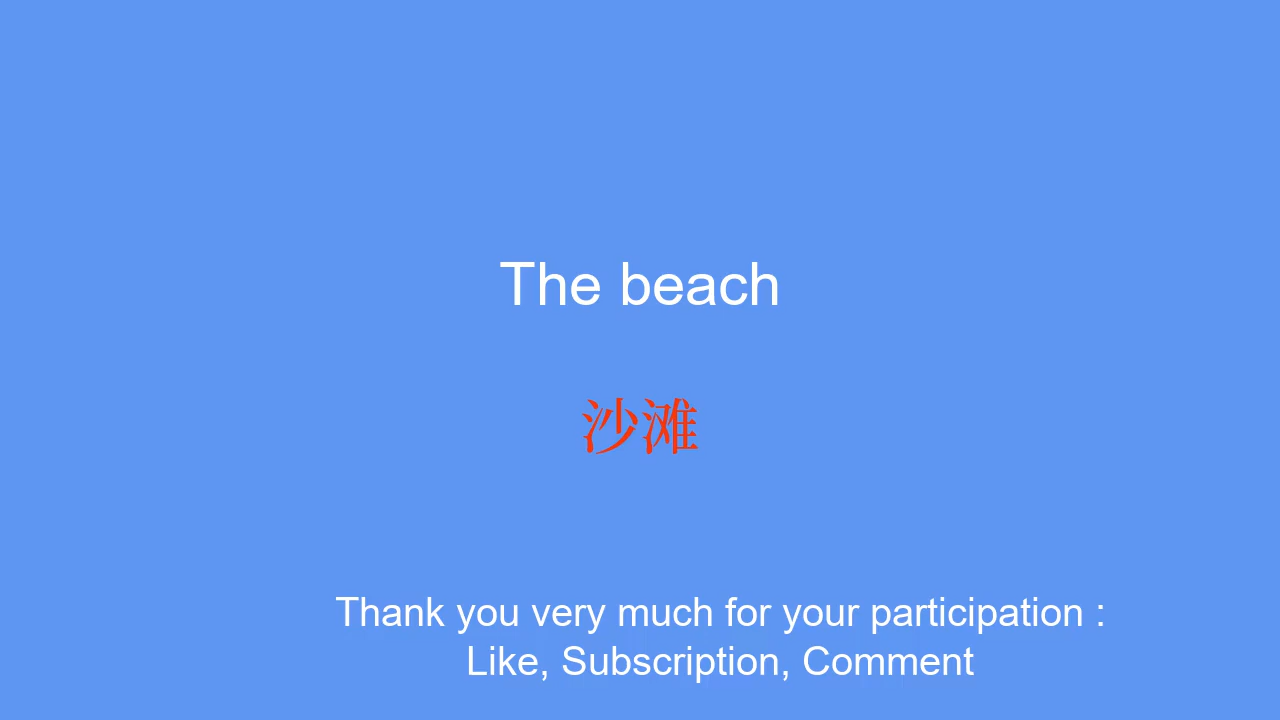 The beach
沙滩
Thank you very much for your participation :
Like, Subscription, Comment